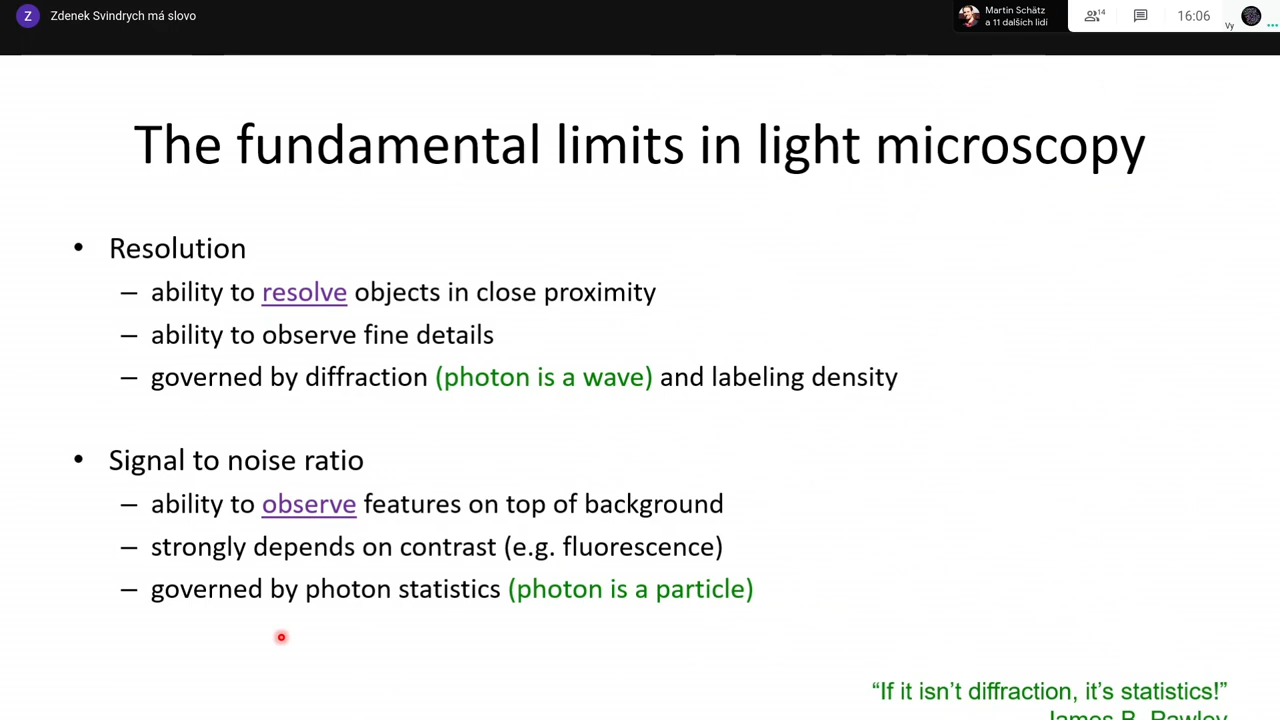 Z
Zdenek Svindrych má slovo
Martin Schätz
a 11 dalších lidí
14
16:06
Vy
The fundamental limits in light microscopy
• Resolution
– ability to resolve objects in close proximity
– ability to observe fine details
– governed by diffraction (photon is a wave) and labeling density
• Signal to noise ratio
– ability to observe features on top of background
– strongly depends on contrast (e.g. fluorescence)
– governed by photon statistics (photon is a particle)
“If it isn’t diffraction, it’s statistics!”
James B. Pawley